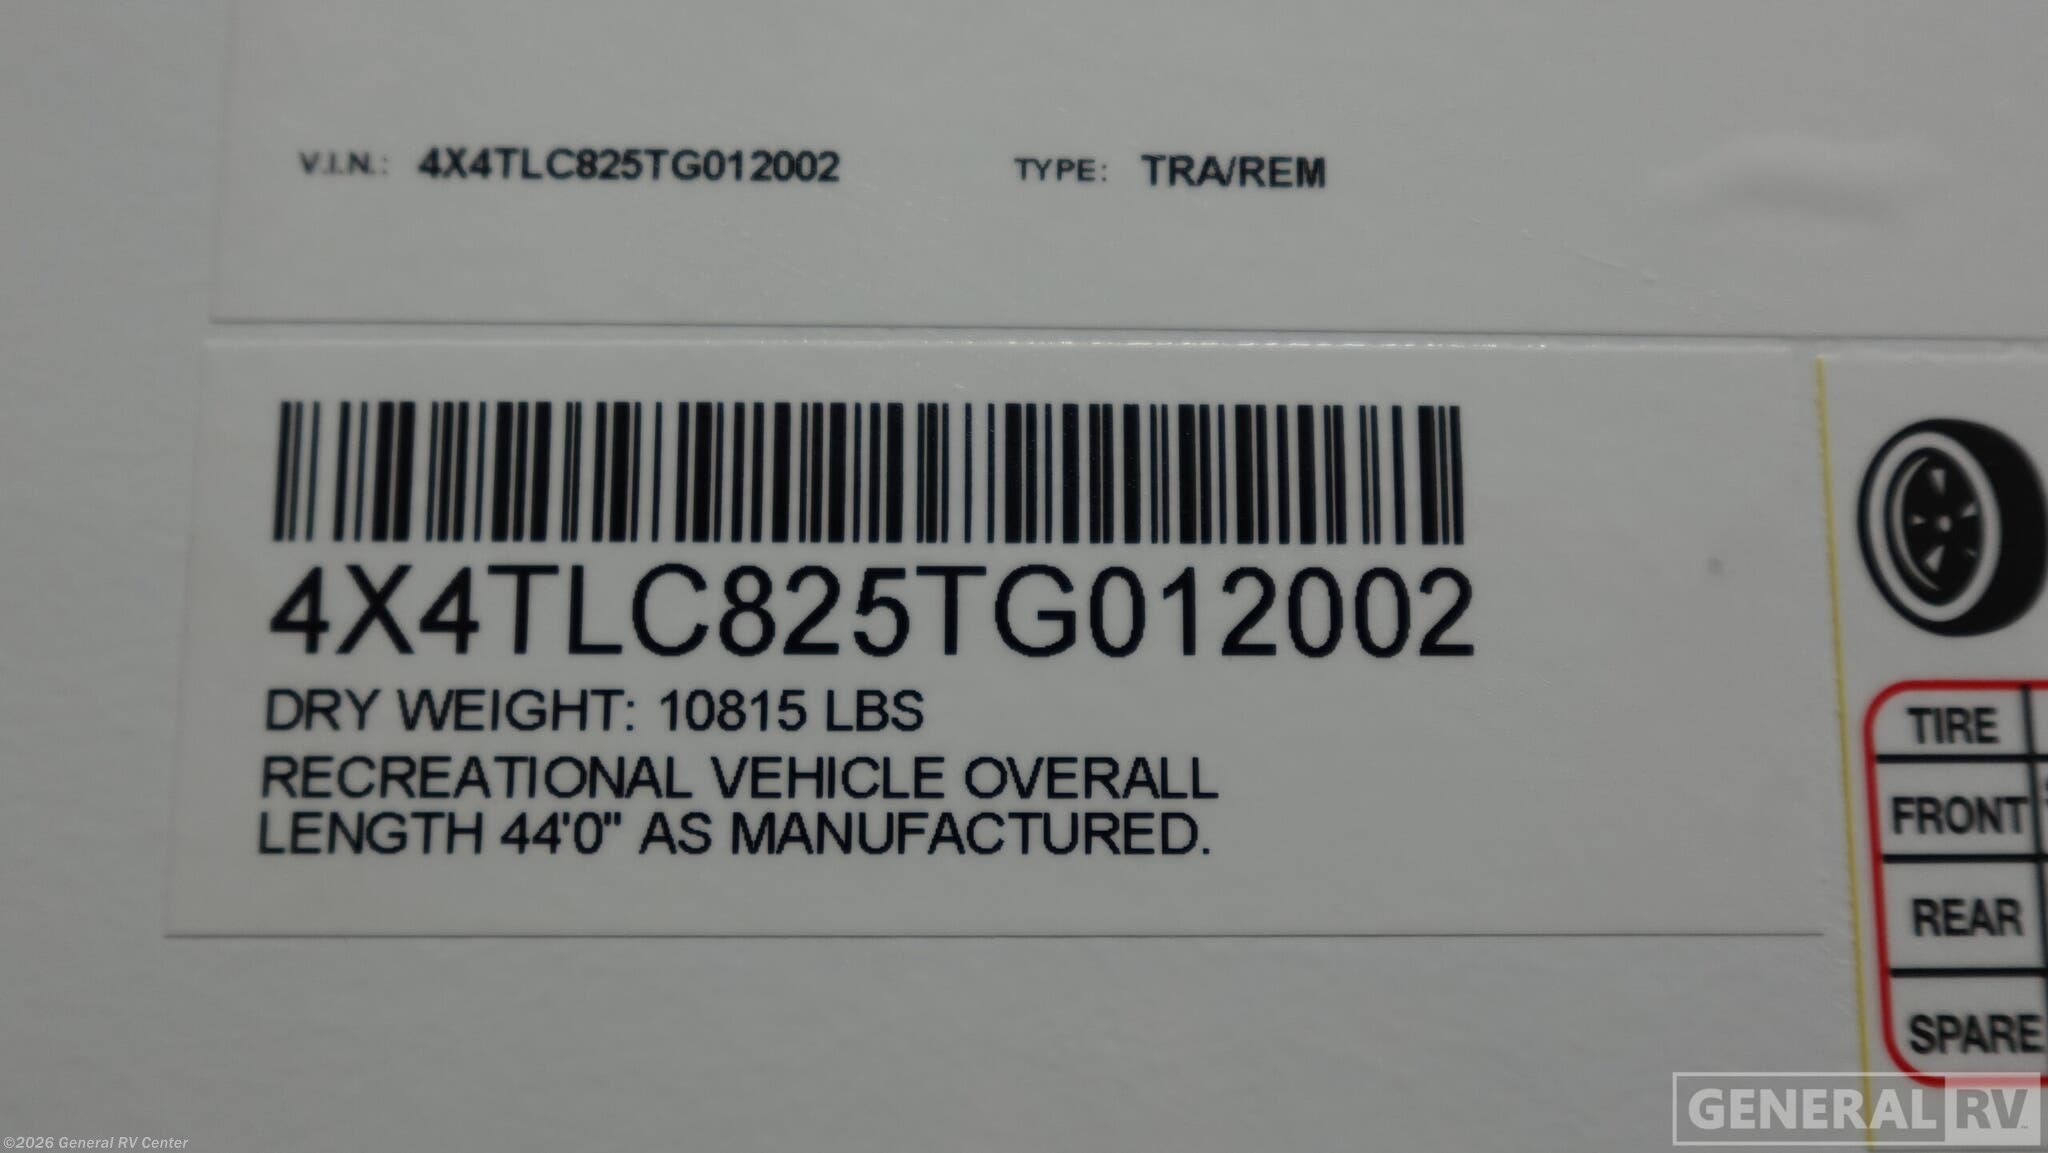 V.I.N.: 4X4TLC825TG012002 TYPE: TRA/REM
4X4TLC825TG012002
DRY WEIGHT: 10815 LBS
RECREATIONAL VEHICLE OVERALL
LENGTH 44'0" AS MANUFACTURED.
TIRE
FRONT
REAR
SPARE
GENERAL RV
©2026 General RV Center